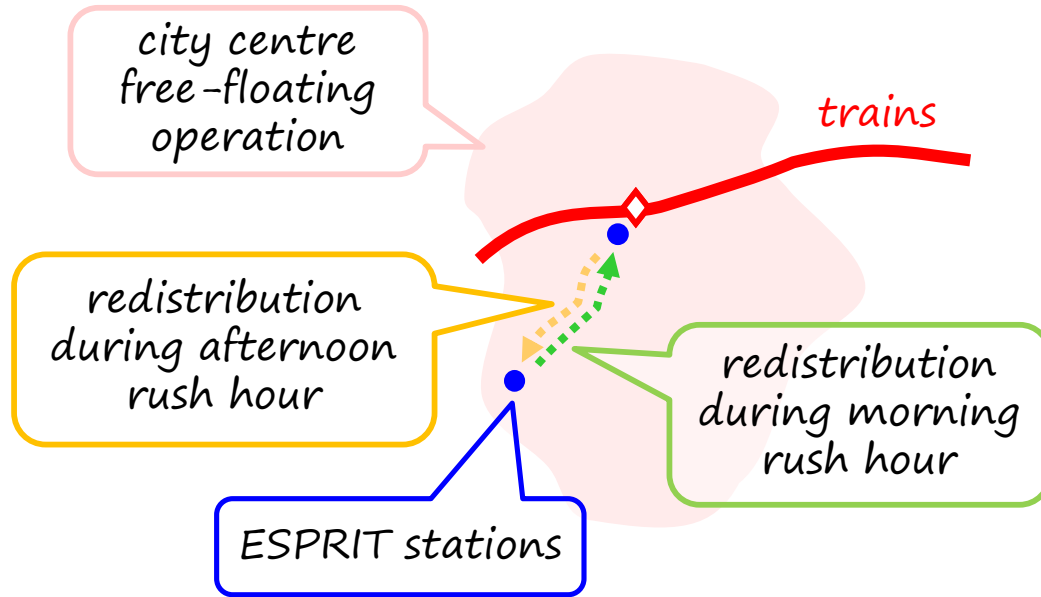 city centre
free-floating
operation
trains
redistribution
during afternoon
rush hour
redistribution
during morning
rush hour
ESPRIT stations